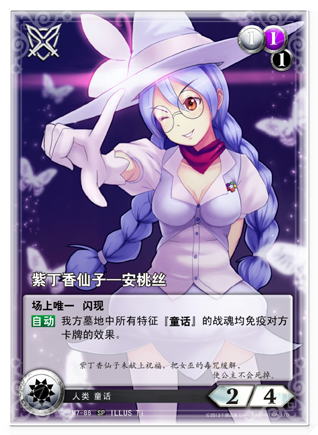 1
1
1
紫丁香仙子—安桃丝
场上唯一 闪现
自动 我方墓地中所有特征『童话』的战魂均免疫对方
卡牌的效果。
紫丁香仙子未献上祝福，把女巫的毒咒缓解，
使公主不会死掉。
人类 童话
2/4
SP ILLUS